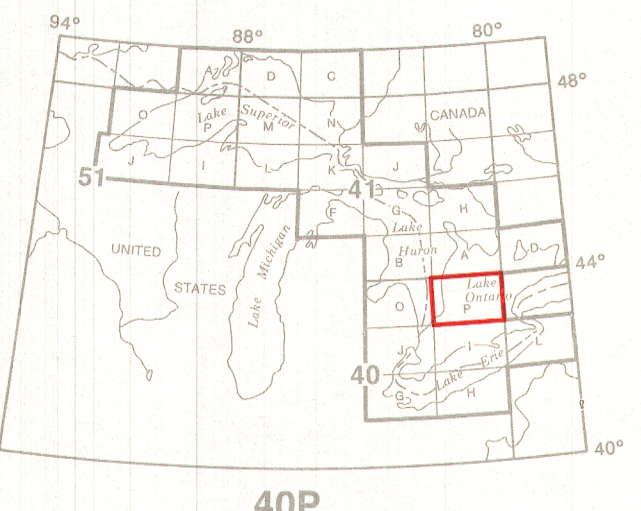 94°
88°
80°
A
D
C
48°
O
Lake
Superior
P
M
N
CANADA
J
I
L
K
J
51
41
F
G
H
Lake
Huron
UNITED
STATES
Lake Michigan
B
A
D
44°
O
Lake
Ontario
P
J
I
L
40
Lake Erie
G
H
40°
40P